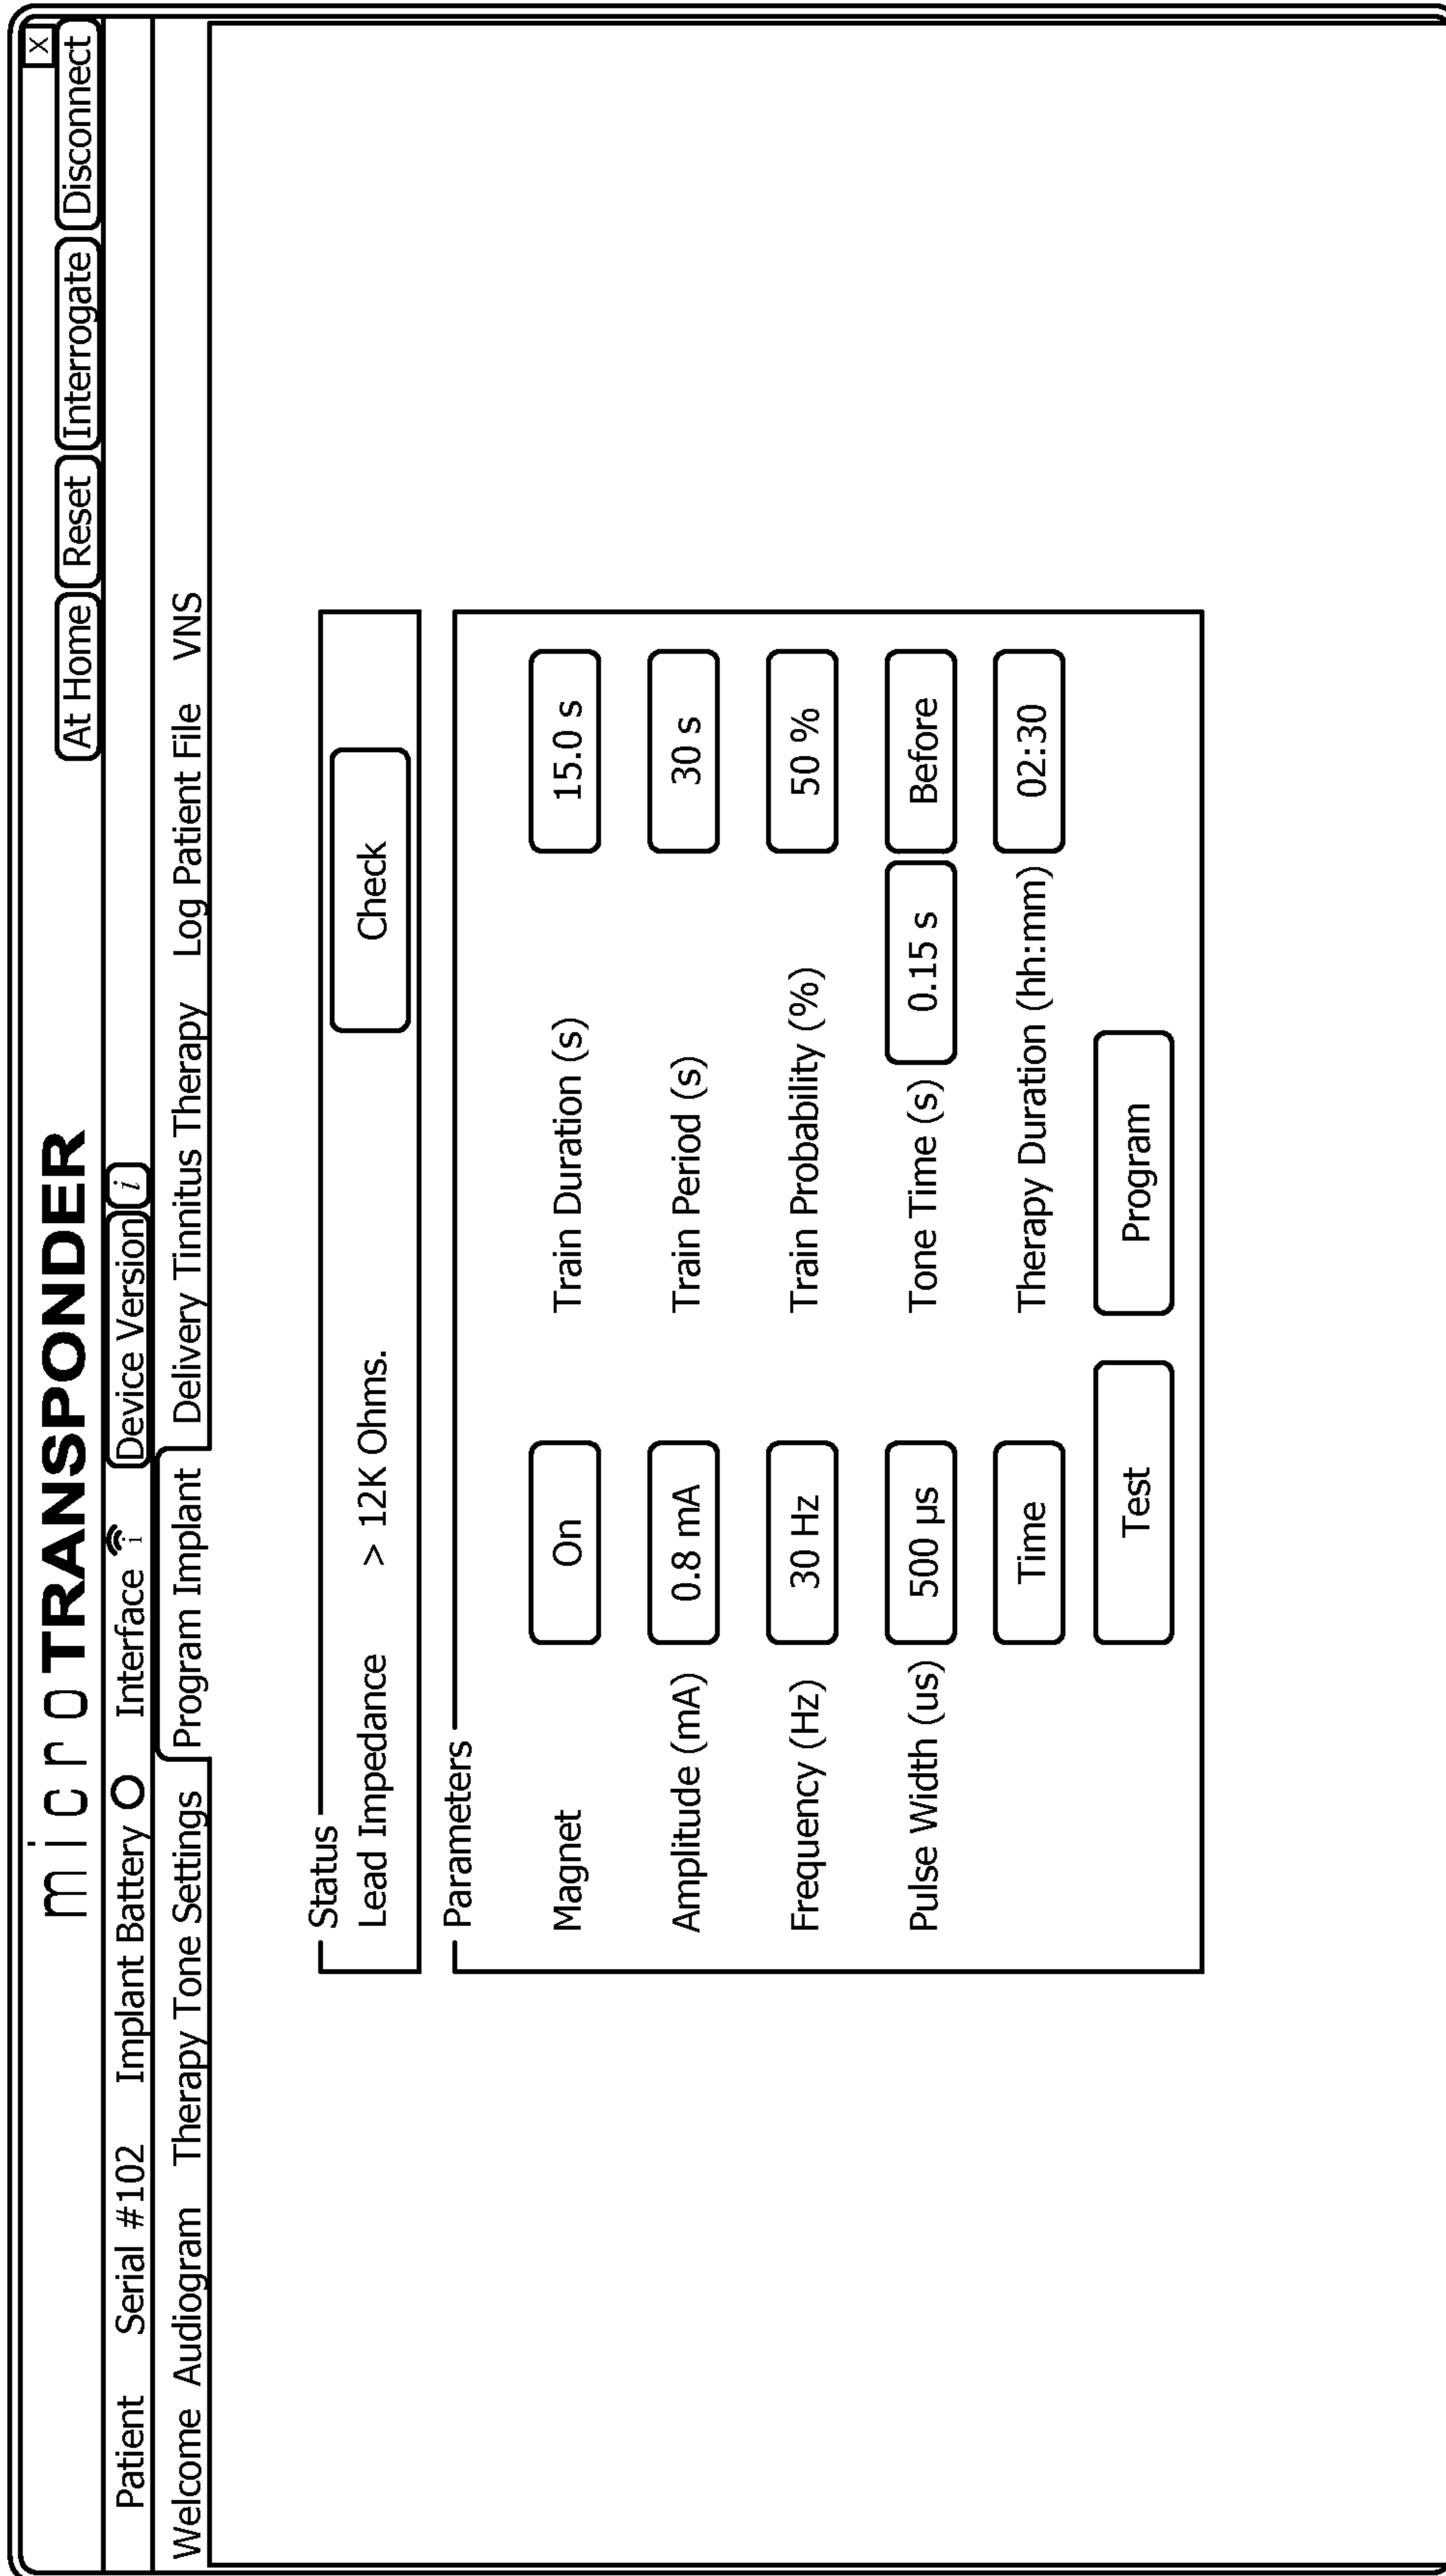 X
microTRANSPONDER
At Home Reset Interrogate Disconnect
Patient Serial #102 Implant Battery Interface i Device Version i
Welcome Audiogram Therapy Tone Settings Program Implant Delivery Tinnitus Therapy Log Patient File VNS
Status
Lead Impedance > 12K Ohms. Check
Parameters
Magnet On Train Duration (s) 15.0 s
Amplitude (mA) 0.8 mA Train Period (s) 30 s
Frequency (Hz) 30 Hz Train Probability (%) 50 %
Pulse Width (us) 500 µs Tone Time (s) 0.15 s Before
Time Therapy Duration (hh:mm) 02:30
Test Program